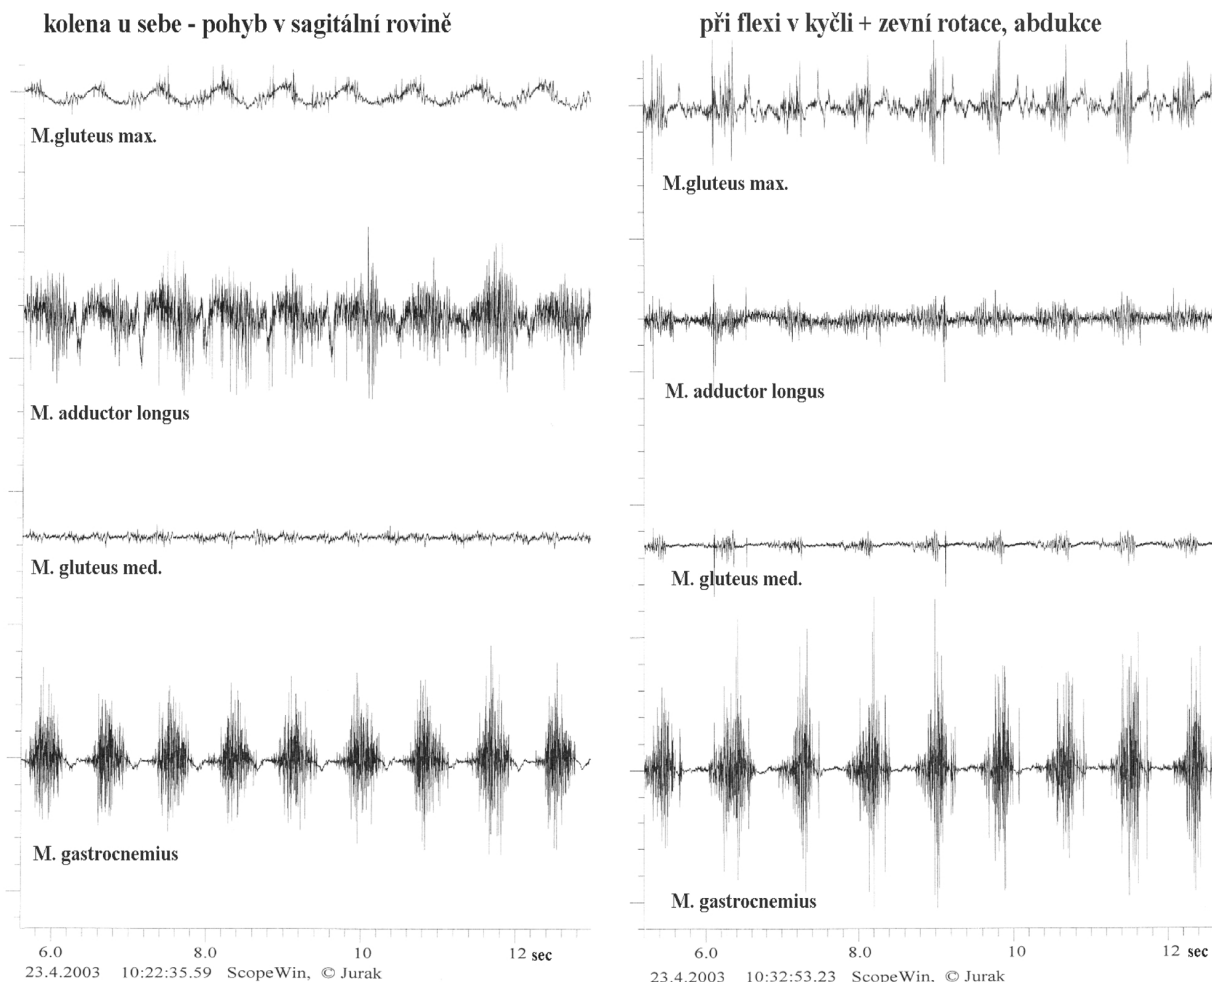 kolena u sebe - pohyb v sagitální rovině
M.gluteus max.
M. adductor longus
M. gluteus med.
M. gastrocnemius
6.0 8.0 10 12 sec
23.4.2003 10:22:35.59 ScopeWin, © Jurak
při flexi v kyčli + zevní rotace, abdukce
M.gluteus max.
M. adductor longus
M. gluteus med.
M. gastrocnemius
6.0 8.0 10 12 sec
23.4.2003 10:32:53.23 ScopeWin, © Jurak